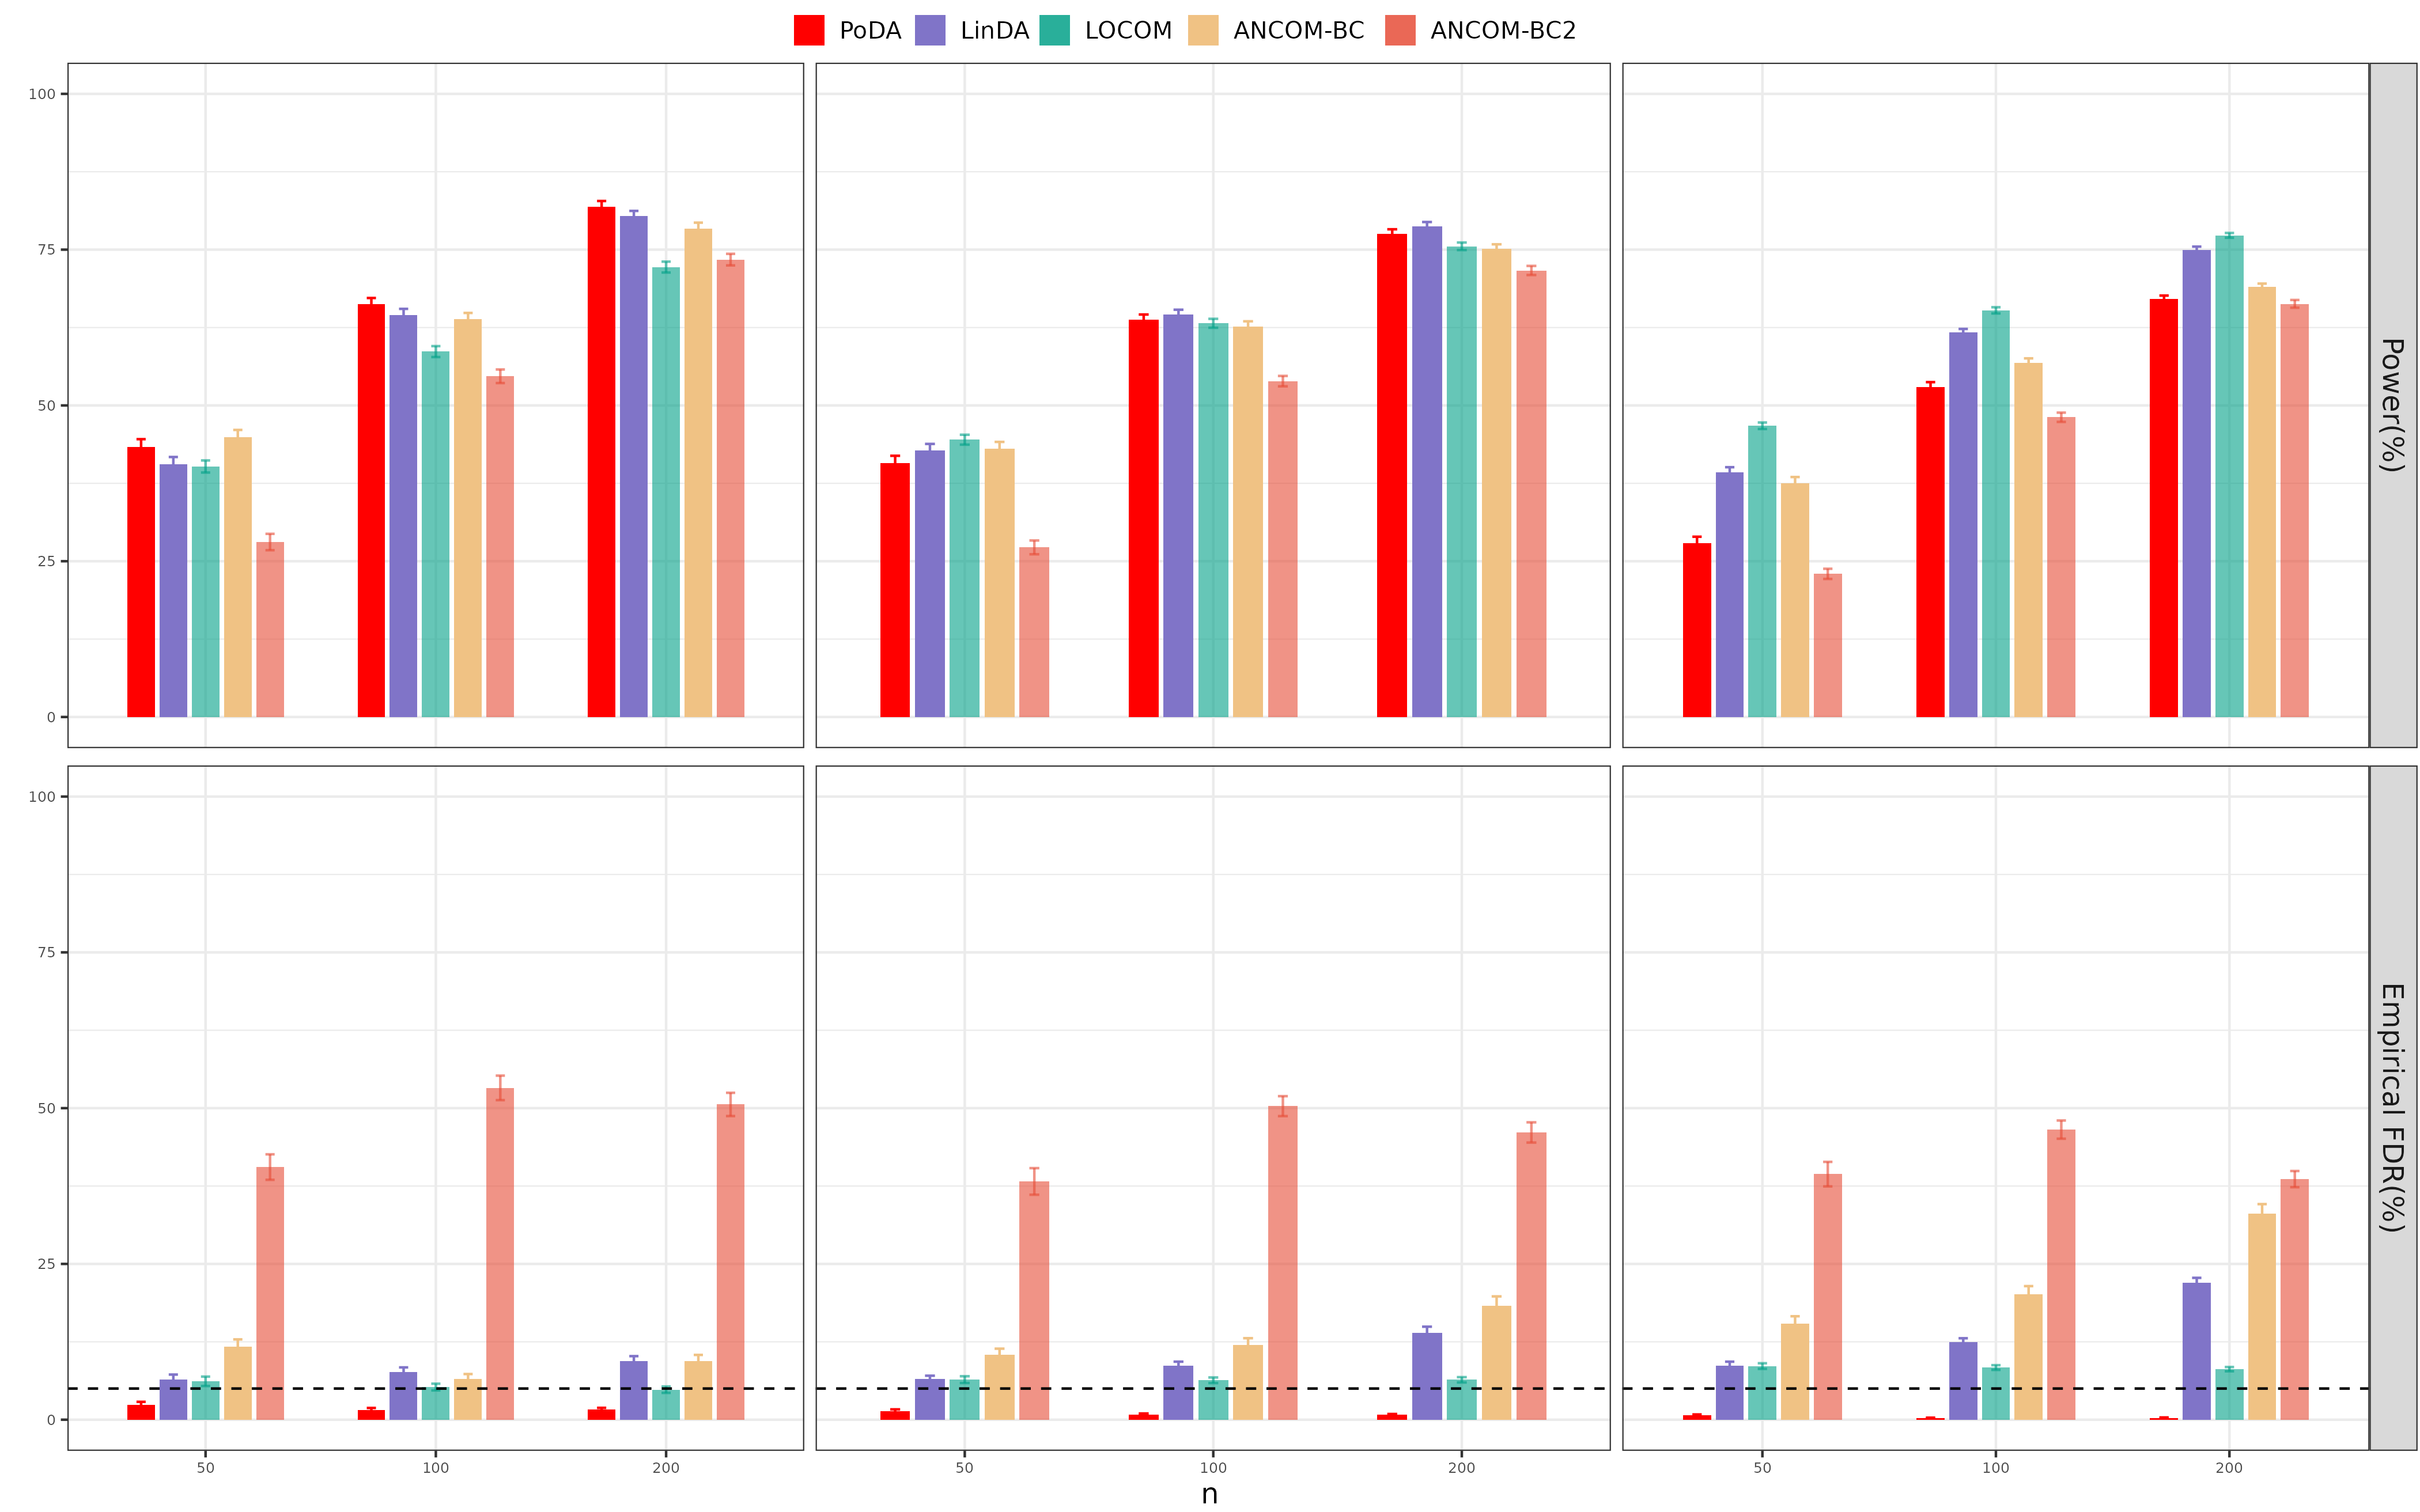 PoDA LinDA LOCOM ANCOM-BC ANCOM-BC2
100
75
50
25
0
Power(%)
100
75
50
25
0
Empirical FDR(%)
50 100 200 50 100 200 50 100 200
n